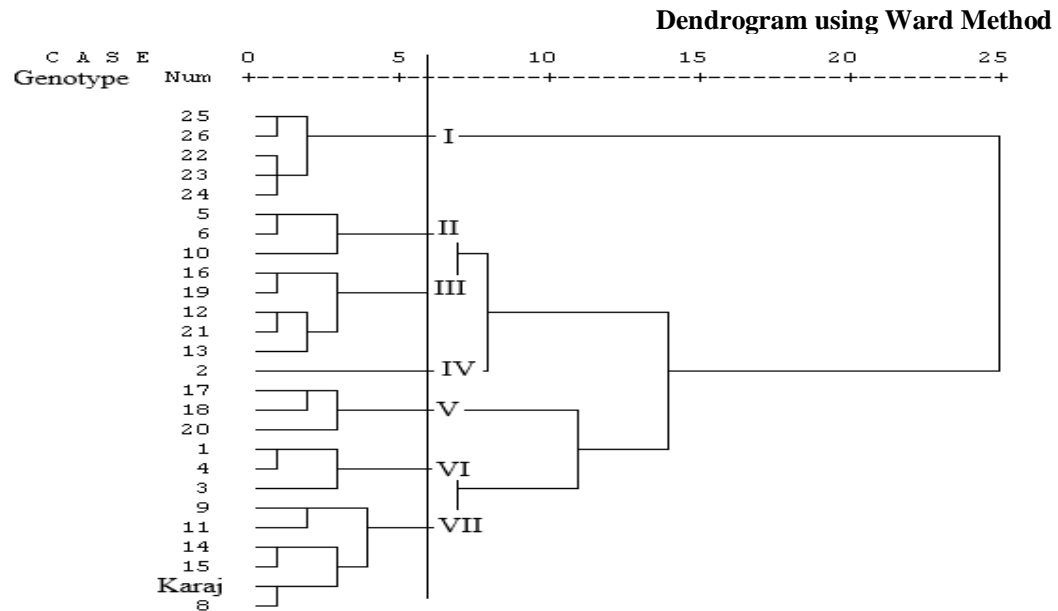 Dendrogram using Ward Method
C A S E 0 5 10 15 20 25
Genotype Num
25
26 I
22
23
24
5
6 II
10
16
19 III
12
21
13
2 IV
17
18 V
20
1
4 VI
3
9
11 VII
14
15
Karaj
8